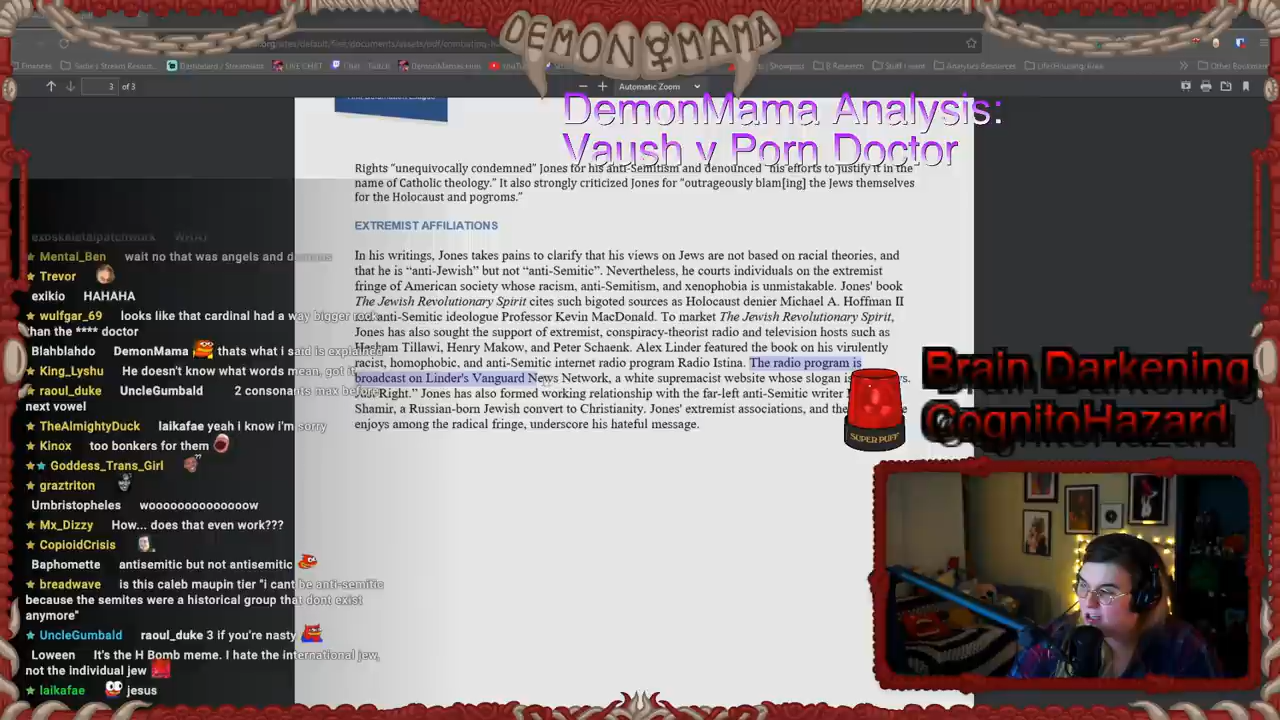 DEMON MAMA
DemonMama Analysis:
Vaush v Porn Doctor
Other Bookmar
3 of 3
Automatic Zoom
Rights "unequivocally condemned" Jones for his anti-Semitism and denounced "his efforts to justify it in the
name of Catholic theology." It also strongly criticized Jones for "outrageously blam[ing] the Jews themselves
for the Holocaust and pogroms."
EXTREMIST AFFILIATIONS
In his writings, Jones takes pains to clarify that his views on Jews are not based on racial theories, and
that he is "anti-Jewish" but not "anti-Semitic". Nevertheless, he courts individuals on the extremist
fringe of American society whose racism, anti-Semitism, and xenophobia is unmistakable. Jones' book
The Jewish Revolutionary Spirit cites such bigoted sources as Holocaust denier Michael A. Hoffman II
anti-Semitic ideologue Professor Kevin MacDonald. To market The Jewish Revolutionary Spirit,
Jones has also sought the support of extremist, conspiracy-theorist radio and television hosts such as
Hesham Tillawi, Henry Makow, and Peter Schaenk. Alex Linder featured the book on his virulently
racist, homophobic, and anti-Semitic internet radio program Radio Istina. The radio program is
broadcast on Linder's Vanguard News Network, a white supremacist website whose slogan is
Right." Jones has also formed working relationship with the far-left anti-Semitic writer
Shamir, a Russian-born Jewish convert to Christianity. Jones' extremist associations, and the
enjoys among the radical fringe, underscore his hateful message.
exoskeletalpatchwork WHAT
Mental_Ben wait no that was angels and demons
Trevor
exikio HAHAHA
wulfgar_69 looks like that cardinal had a way bigger rock
than the **** doctor
Blahblahdo DemonMama thats what i said is explained
King_Lyshu He doesn't know what words mean, got it
raoul_duke UncleGumbald 2 consonants max before
next vowel
TheAlmightyDuck laikafae yeah i know i'm sorry
Kinox too bonkers for them
Goddess_Trans_Girl
graztriton
Umbristopheles woooooooooooooow
Mx_Dizzy How... does that even work???
CopioidCrisis
Baphomette antisemitic but not antisemitic
breadwave is this caleb maupin tier "i cant be anti-semitic
because the semites were a historical group that dont exist
anymore"
UncleGumbald raoul_duke 3 if you're nasty
Loween It's the H Bomb meme. I hate the international jew,
not the individual jew
laikafae jesus
Brain Darkening
CognitoHazard
SUPER PUFF